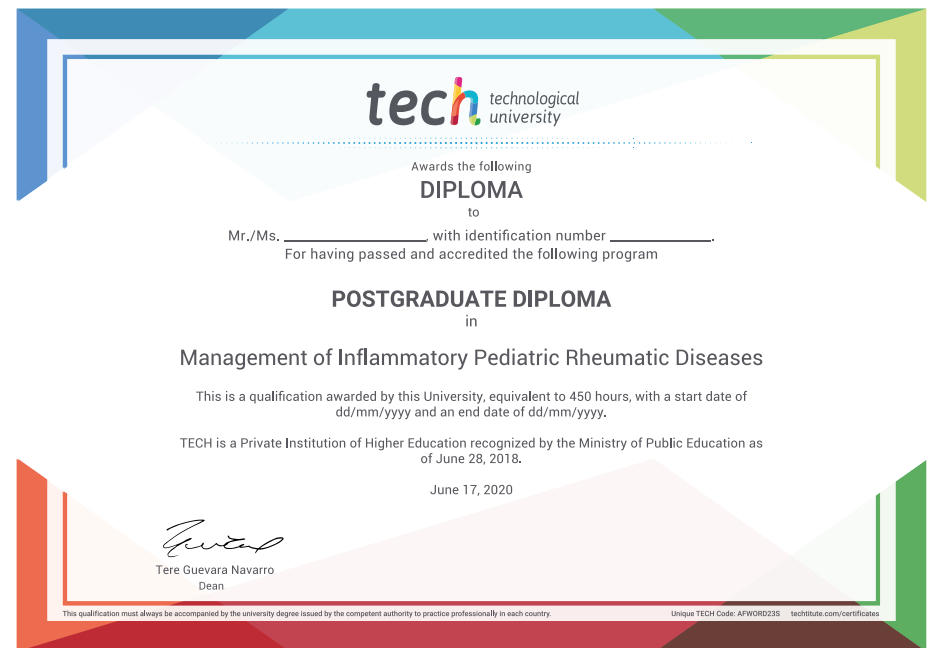 tech technological
university
Awards the following
DIPLOMA
to
Mr./Ms. ____________________, with identification number ______________.
For having passed and accredited the following program
POSTGRADUATE DIPLOMA
in
Management of Inflammatory Pediatric Rheumatic Diseases
This is a qualification awarded by this University, equivalent to 450 hours, with a start date of
dd/mm/yyyy and an end date of dd/mm/yyyy.
TECH is a Private Institution of Higher Education recognized by the Ministry of Public Education as
of June 28, 2018.
June 17, 2020
Tere Guevara Navarro
Dean
This qualification must always be accompanied by the university degree issued by the competent authority to practice professionally in each country. Unique TECH Code: AFWORD23S techtitute.com/certificates